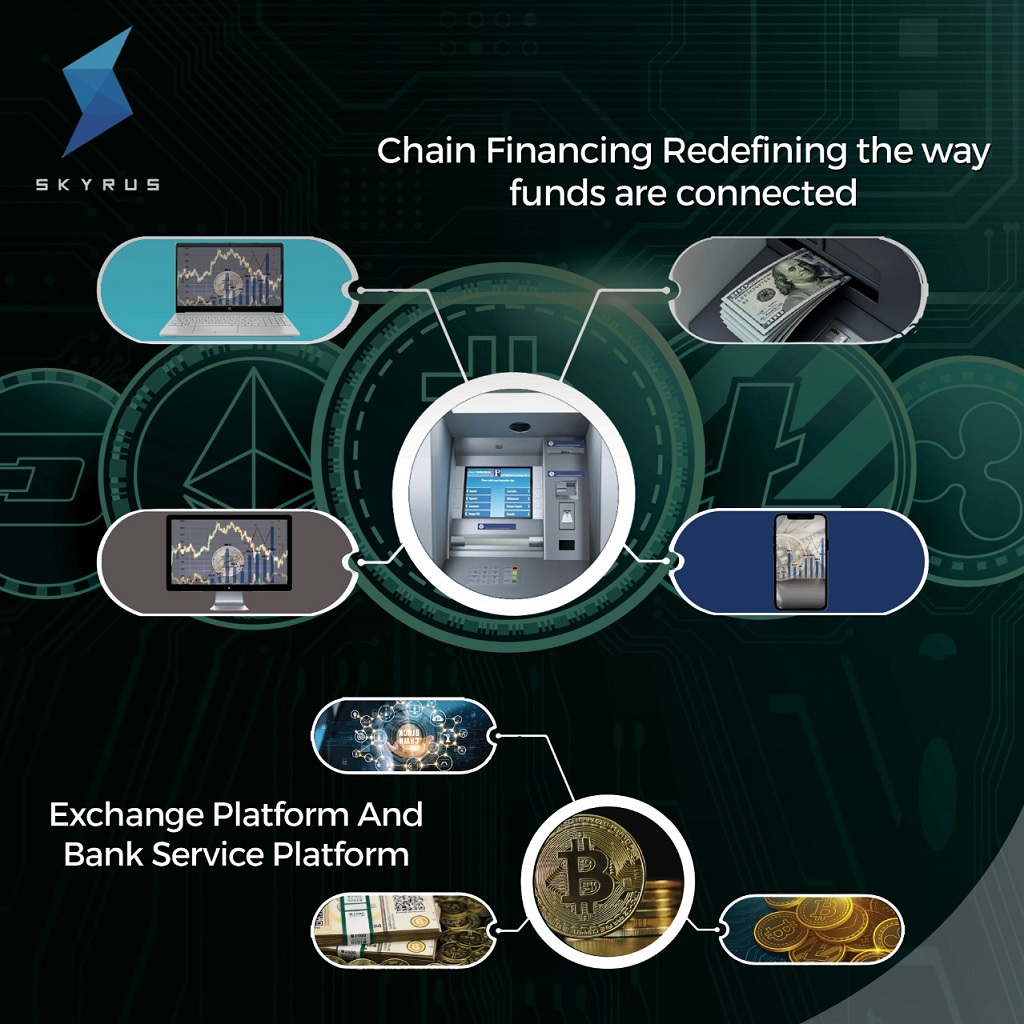 SKYRUS
Chain Financing Redefining the way
funds are connected
Exchange Platform And
Bank Service Platform